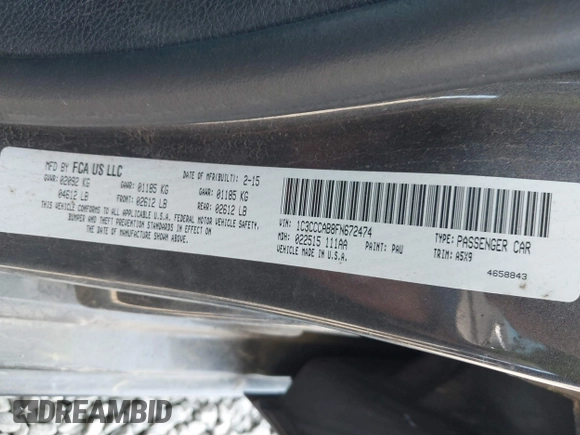 MFD BY FCA US LLC DATE OF MFR(BUILT): 2-15
GVWR: 02092 KG GAWR: 01185 KG GAWR: 01185 KG
04612 LB FRONT: 02612 LB REAR: 02612 LB
THIS VEHICLE CONFORMS TO ALL APPLICABLE U.S.A. FEDERAL MOTOR VEHICLE SAFETY,
BUMPER AND THEFT PREVENTION STANDARDS IN EFFECT ON
THE DATE OF MANUFACTURE SHOWN ABOVE.
VIN: 1C3CCCAB8FN672474 TYPE: PASSENGER CAR
MDH: 022515 111AA PAINT: PAU TRIM: A5X9
VEHICLE MADE IN U.S.A. 4658843
DREAMBID